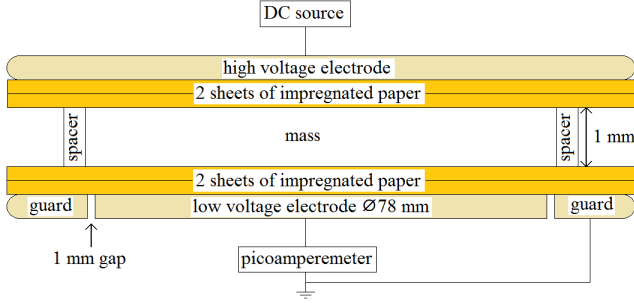 DC source
high voltage electrode
2 sheets of impregnated paper
spacer
mass
spacer
1 mm
2 sheets of impregnated paper
guard
low voltage electrode Ø78 mm
guard
1 mm gap
picoamperemeter